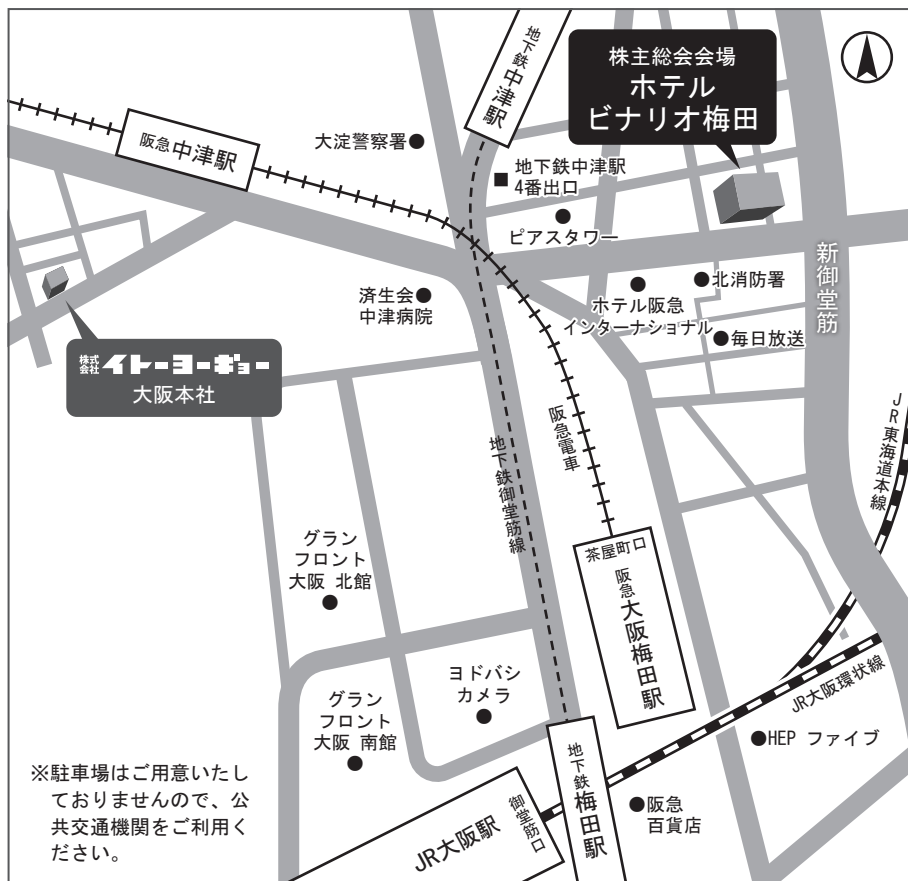 株主総会会場
ホテル
ビナリオ梅田
地下鉄
中津駅
阪急 中津駅
大淀警察署
地下鉄中津駅
4番出口
ピアスタワー
新御堂筋
済生会
中津病院
ホテル阪急
インターナショナル
北消防署
毎日放送
株式会社 イトーヨーギョー
大阪本社
JR東海道本線
阪急電車
地下鉄御堂筋線
グラン
フロント
大阪 北館
茶屋町口
阪急 大阪梅田駅
ヨドバシ
カメラ
グラン
フロント
大阪 南館
JR大阪環状線
HEP ファイブ
地下鉄 梅田駅
御堂筋口
JR大阪駅
阪急
百貨店
※駐車場はご用意いたし
ておりませんので、公
共交通機関をご利用く
ださい。